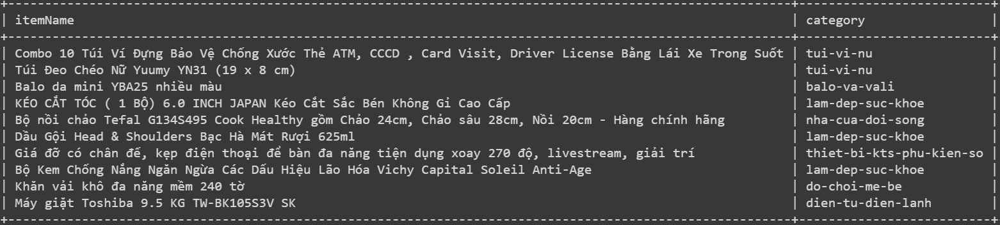 itemName | category
Combo 10 Túi Ví Đựng Bảo Vệ Chống Xước Thẻ ATM, CCCD , Card Visit, Driver License Bằng Lái Xe Trong Suốt | tui-vi-nu
Túi Đeo Chéo Nữ Yuumy YN31 (19 x 8 cm) | tui-vi-nu
Balo da mini YBA25 nhiều màu | balo-va-vali
KÉO CẮT TÓC ( 1 BỘ) 6.0 INCH JAPAN Kéo Cắt Sắc Bén Không Gỉ Cao Cấp | lam-dep-suc-khoe
Bộ nồi chảo Tefal G134S495 Cook Healthy gồm Chảo 24cm, Chảo sâu 28cm, Nồi 20cm - Hàng chính hãng | nha-cua-doi-song
Dầu Gội Head & Shoulders Bạc Hà Mát Rượi 625ml | lam-dep-suc-khoe
Giá đỡ có chân đế, kẹp điện thoại để bàn đa năng tiện dụng xoay 270 độ, livestream, giải trí | thiet-bi-kts-phu-kien-so
Bộ Kem Chống Nắng Ngăn Ngừa Các Dấu Hiệu Lão Hóa Vichy Capital Soleil Anti-Age | lam-dep-suc-khoe
Khăn vải khô đa năng mềm 240 tờ | do-choi-me-be
Máy giặt Toshiba 9.5 KG TW-BK105S3V SK | dien-tu-dien-lanh